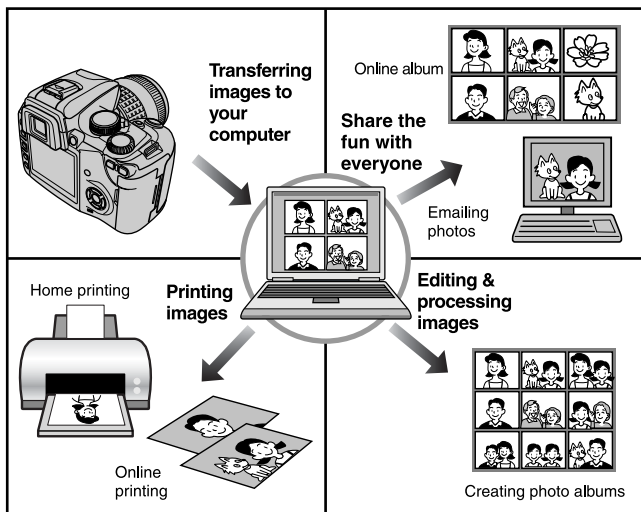 Transferring
images to
your
computer
Online album
Share the
fun with
everyone
Emailing
photos
Home printing
Printing
images
Online
printing
Editing &
processing
images
Creating photo albums